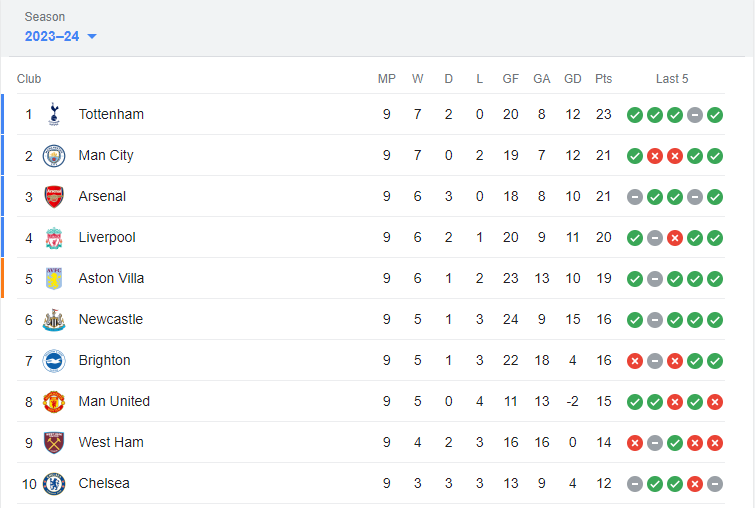 Season
2023–24
Club MP W D L GF GA GD Pts Last 5
1 Tottenham 9 7 2 0 20 8 12 23
2 Man City 9 7 0 2 19 7 12 21
3 Arsenal 9 6 3 0 18 8 10 21
4 Liverpool 9 6 2 1 20 9 11 20
5 Aston Villa 9 6 1 2 23 13 10 19
6 Newcastle 9 5 1 3 24 9 15 16
7 Brighton 9 5 1 3 22 18 4 16
8 Man United 9 5 0 4 11 13 -2 15
9 West Ham 9 4 2 3 16 16 0 14
10 Chelsea 9 3 3 3 13 9 4 12